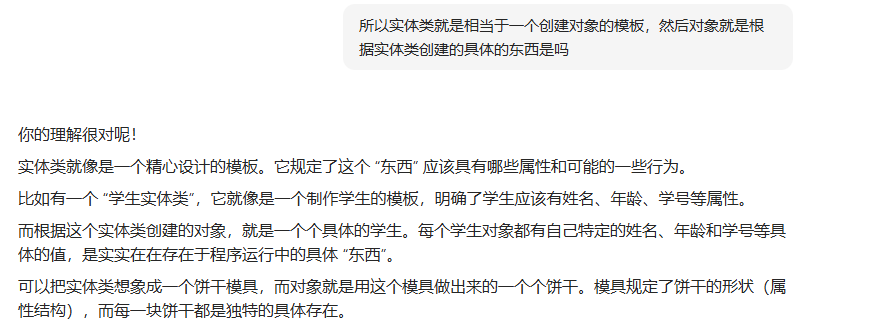 所以实体类就是相当于一个创建对象的模板，然后对象就是根
据实体类创建的具体的东西是吗
你的理解很对呢！
实体类就像是一个精心设计的模板。它规定了这个 “东西” 应该具有哪些属性和可能的一些行为。
比如有一个 “学生实体类”，它就像是一个制作学生的模板，明确了学生应该有姓名、年龄、学号等属性。
而根据这个实体类创建的对象，就是一个个具体的学生。每个学生对象都有自己特定的姓名、年龄和学号等具
体的值，是实实在在存在于程序运行中的具体 “东西”。
可以把实体类想象成一个饼干模具，而对象就是用这个模具做出来的一个个饼干。模具规定了饼干的形状（属
性结构），而每一块饼干都是独特的具体存在。